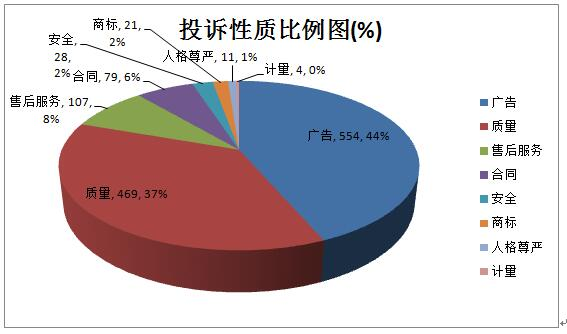 投诉性质比例图(%)
商标, 21,
2%
安全,
28,
2%
人格尊严, 11, 1%
计量, 4, 0%
合同, 79, 6%
售后服务, 107,
8%
广告, 554, 44%
质量, 469, 37%
广告
质量
售后服务
合同
安全
商标
人格尊严
计量